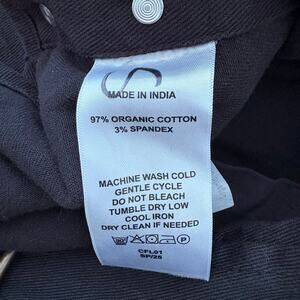 S
MADE IN INDIA
97% ORGANIC COTTON
3% SPANDEX
MACHINE WASH COLD
GENTLE CYCLE
DO NOT BLEACH
TUMBLE DRY LOW
COOL IRON
DRY CLEAN IF NEEDED
30° P
CFL01
SP/25